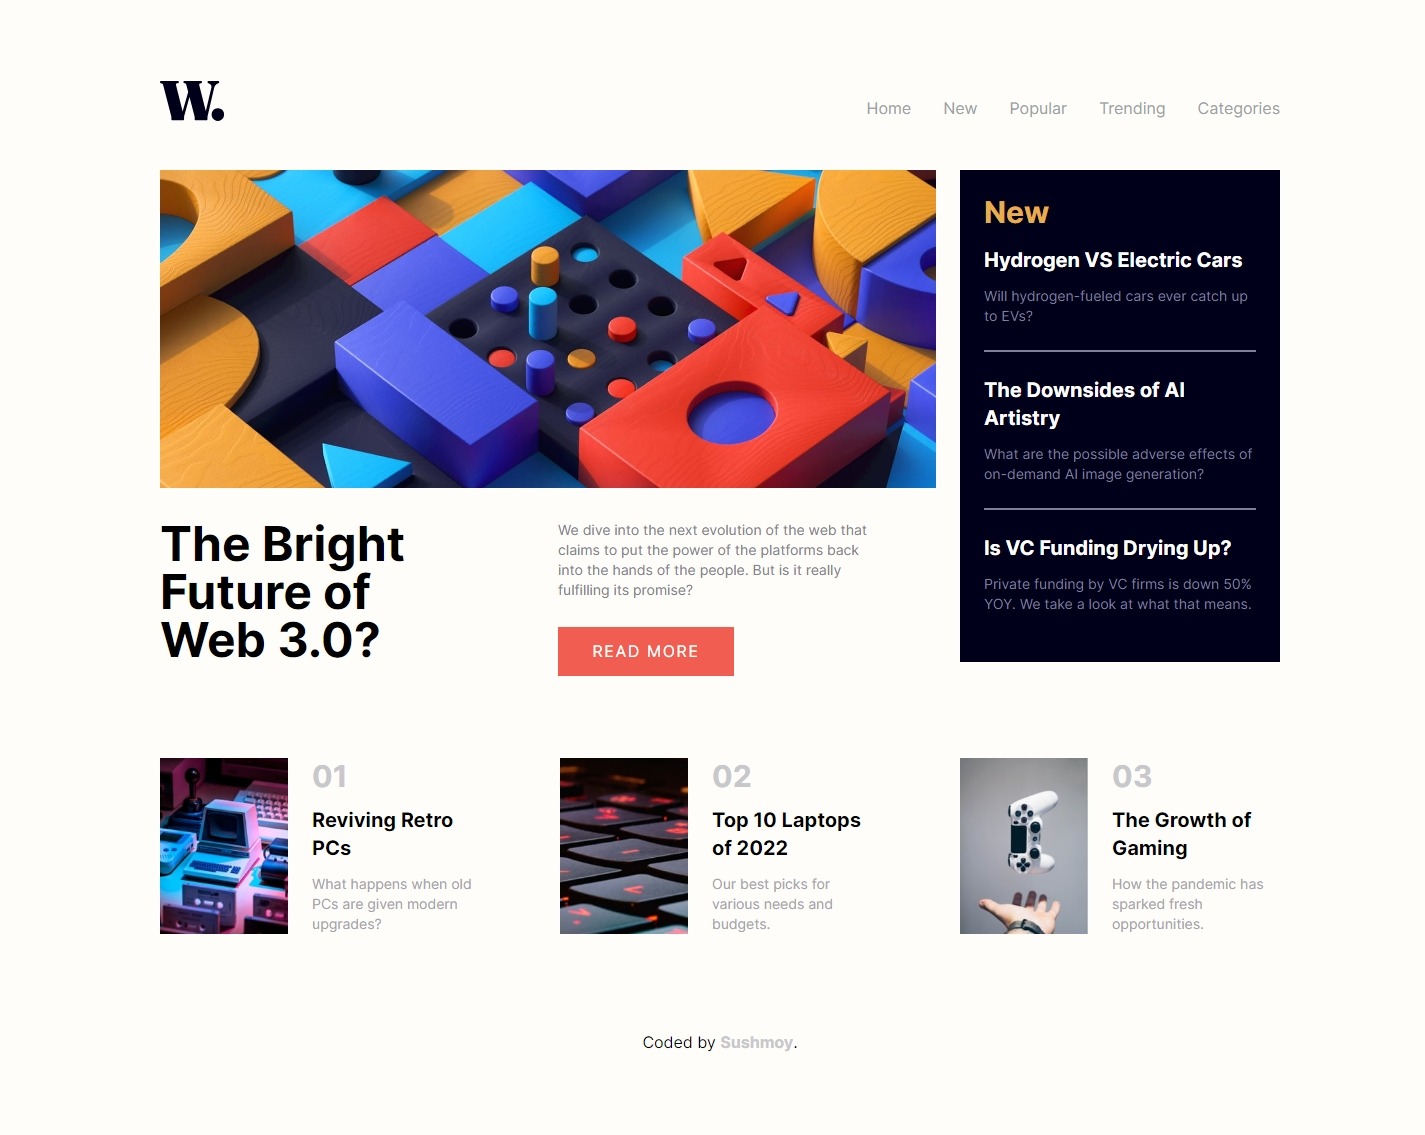 W.
Home New Popular Trending Categories
New
Hydrogen VS Electric Cars
Will hydrogen-fueled cars ever catch up
to EVs?
The Downsides of AI
Artistry
What are the possible adverse effects of
on-demand AI image generation?
Is VC Funding Drying Up?
Private funding by VC firms is down 50%
YOY. We take a look at what that means.
The Bright
Future of
Web 3.0?
We dive into the next evolution of the web that
claims to put the power of the platforms back
into the hands of the people. But is it really
fulfilling its promise?
READ MORE
01
Reviving Retro
PCs
What happens when old
PCs are given modern
upgrades?
02
Top 10 Laptops
of 2022
Our best picks for
various needs and
budgets.
03
The Growth of
Gaming
How the pandemic has
sparked fresh
opportunities.
Coded by Sushmoy.